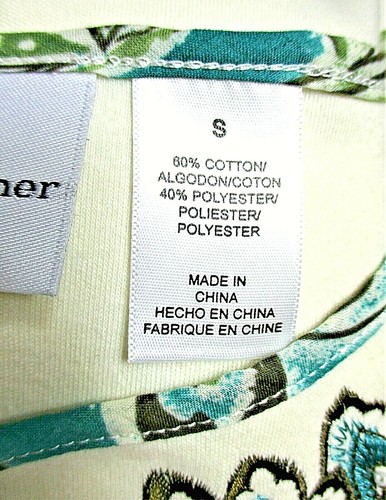 ner
S
60% COTTON/
ALGODON/COTON
40% POLYESTER/
POLIESTER/
POLYESTER
MADE IN
CHINA
HECHO EN CHINA
FABRIQUE EN CHINE